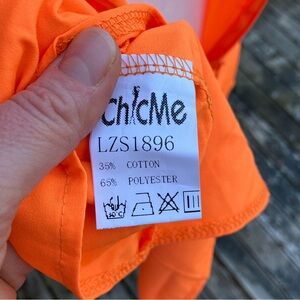 ChicMe
LZS1896
35% COTTON
65% POLYESTER